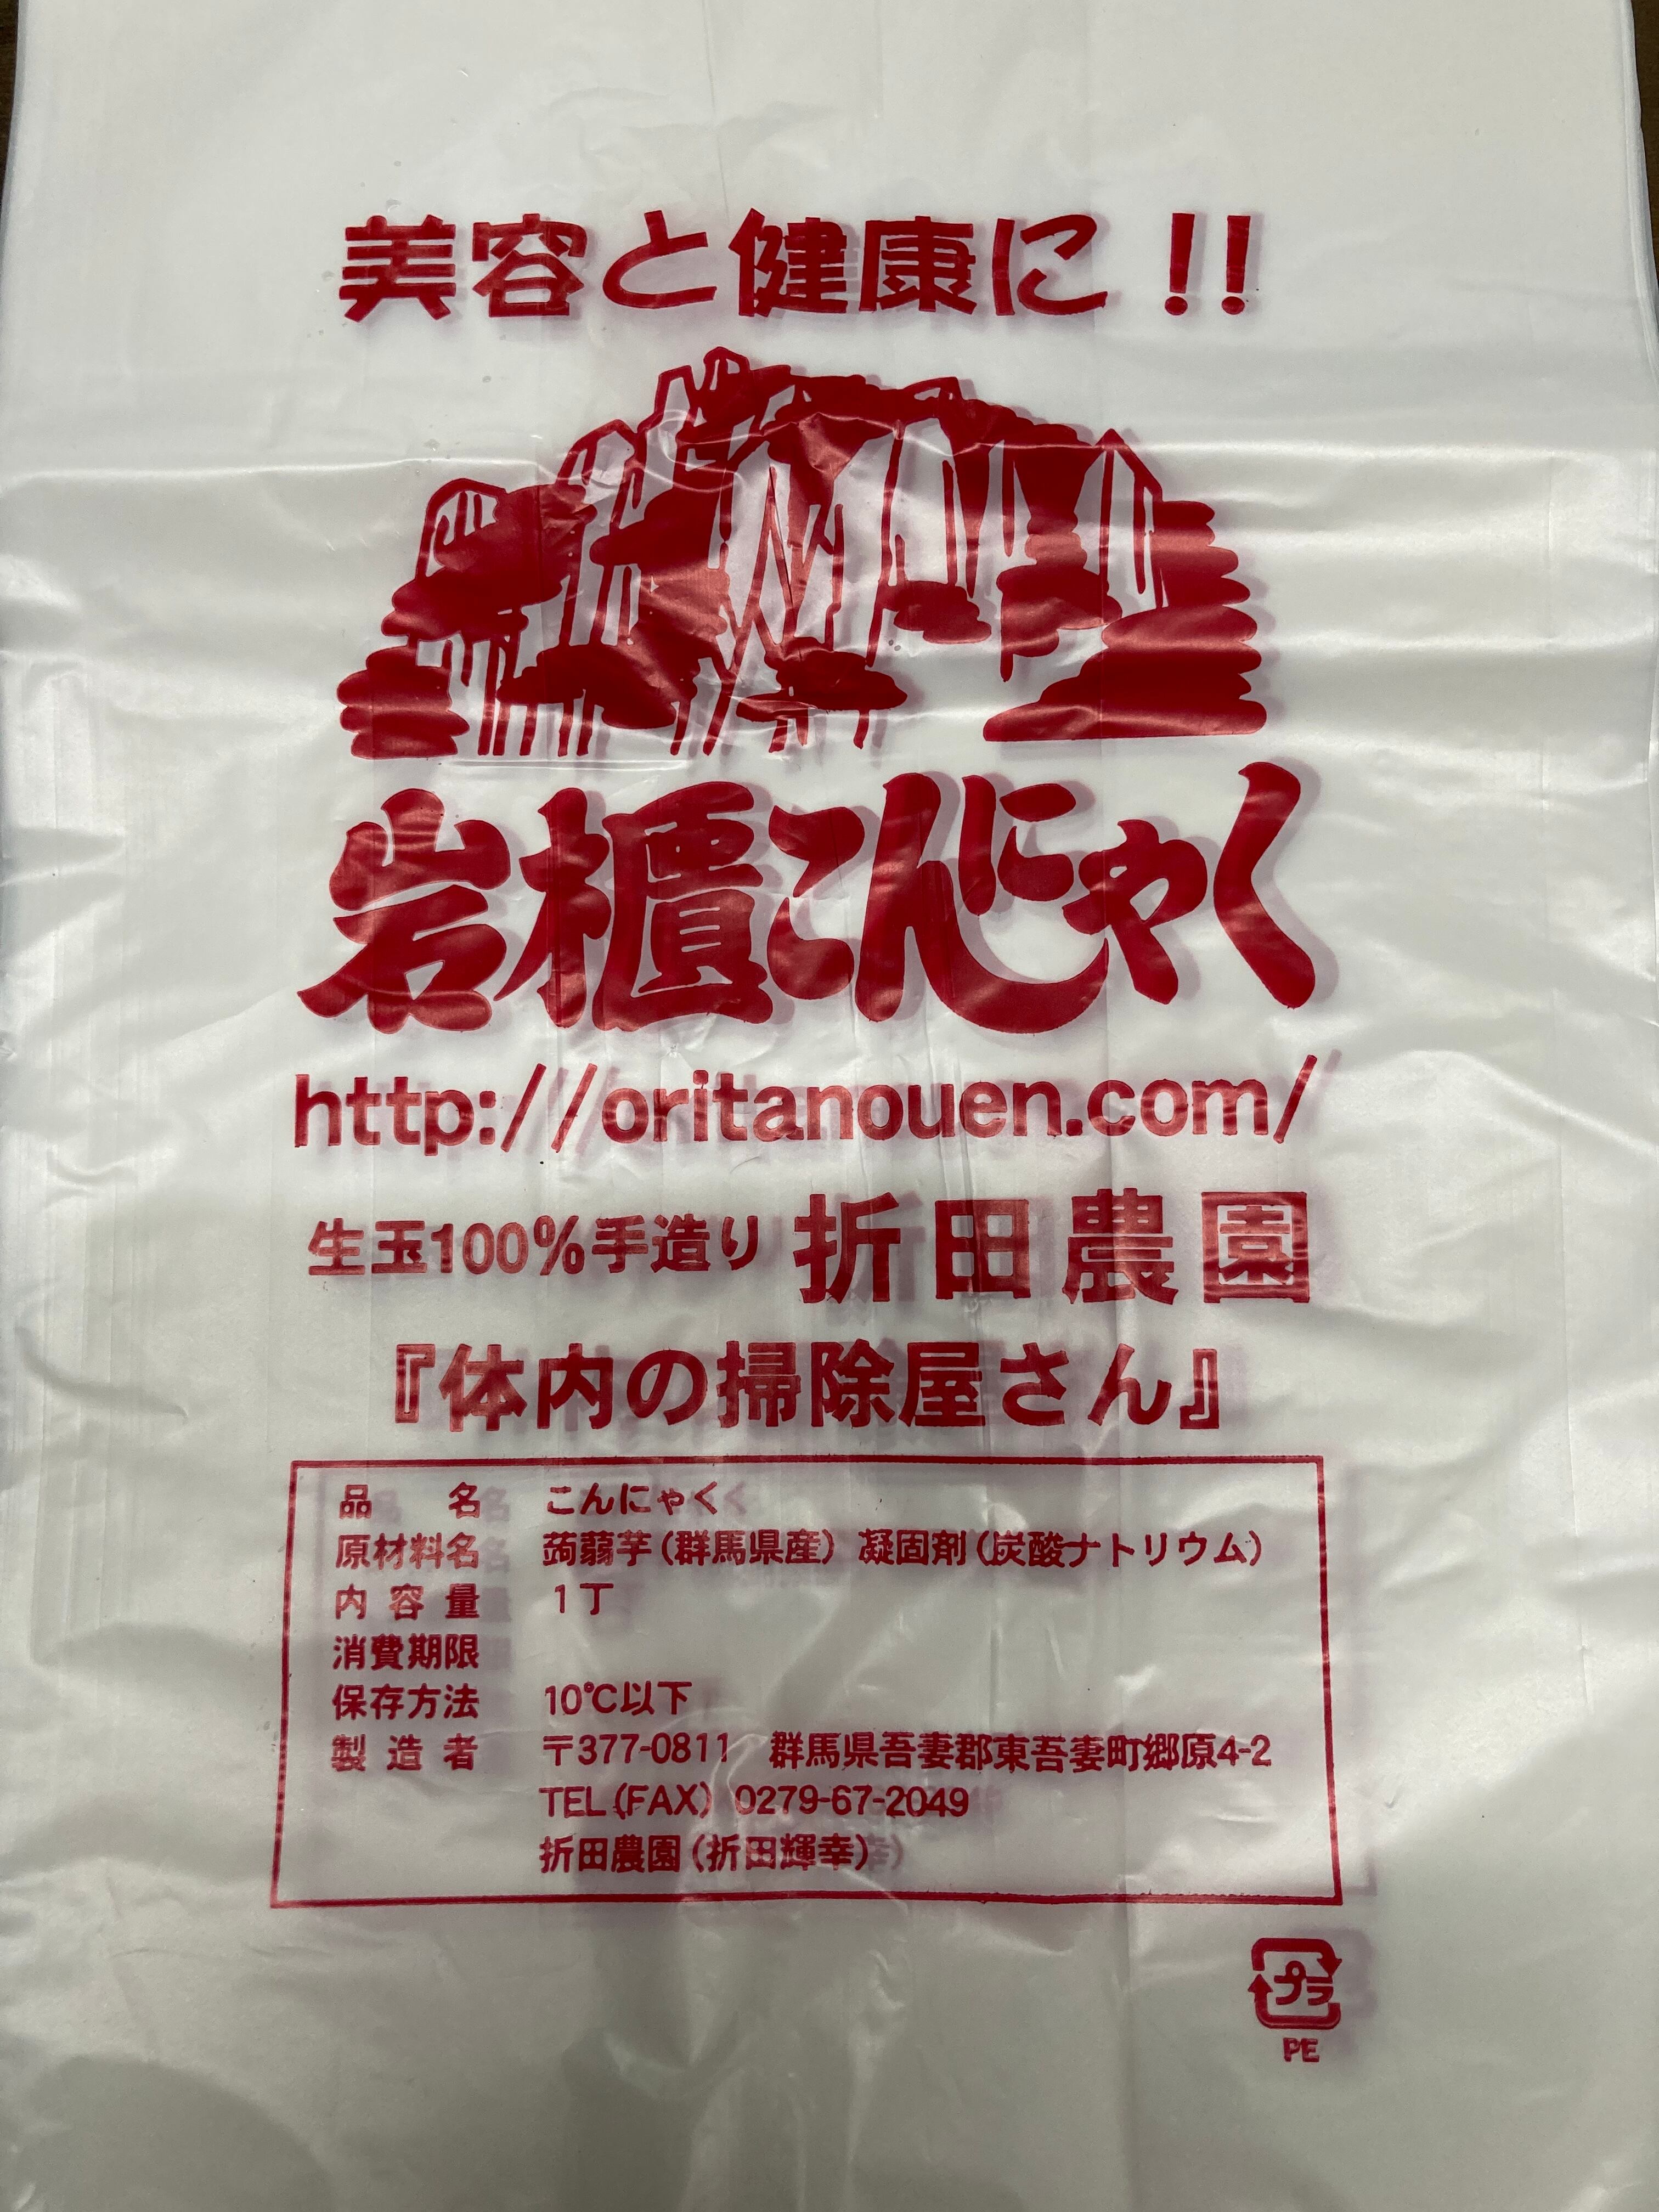 美容と健康に!!
岩櫃こんにゃく
http://oritanouen.com/
生玉100%手造り 折田農園
『体内の掃除屋さん』
品名 こんにゃく
原材料名 蒟蒻芋(群馬県産) 凝固剤(炭酸ナトリウム)
内容量 1丁
消費期限
保存方法 10℃以下
製造者 〒377-0811 群馬県吾妻郡東吾妻町郷原4-2
TEL(FAX) 0279-67-2049
折田農園(折田輝幸)
プラ
PE